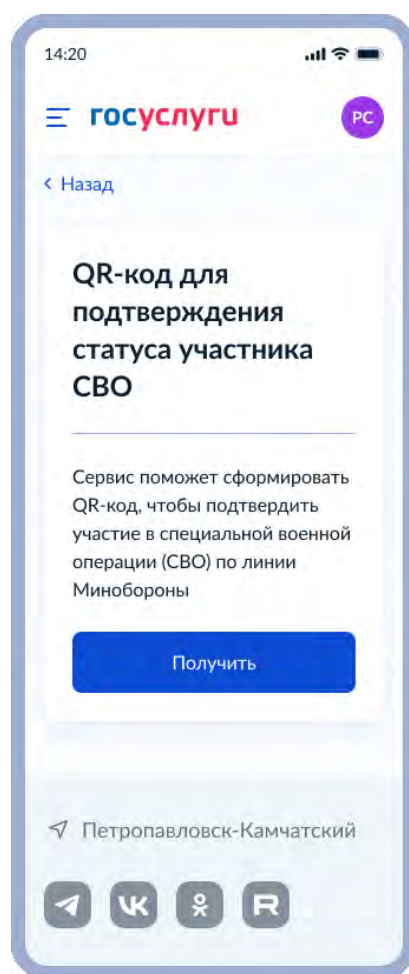 14:20
госуслуги
РС
Назад
QR-код для
подтверждения
статуса участника
СВО
Сервис поможет сформировать
QR-код, чтобы подтвердить
участие в специальной военной
операции (СВО) по линии
Минобороны
Получить
Петропавловск-Камчатский